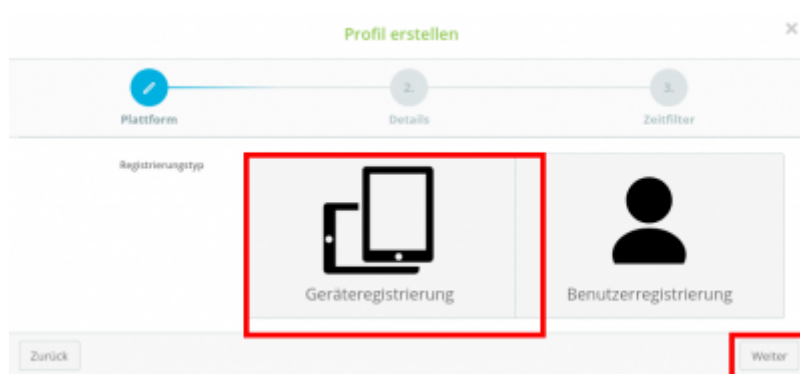 Profil erstellen
×
2.
3.
Plattform
Details
Zeitfilter
Registrierungstyp
Geräteregistrierung
Benutzerregistrierung
Zurück
Weiter